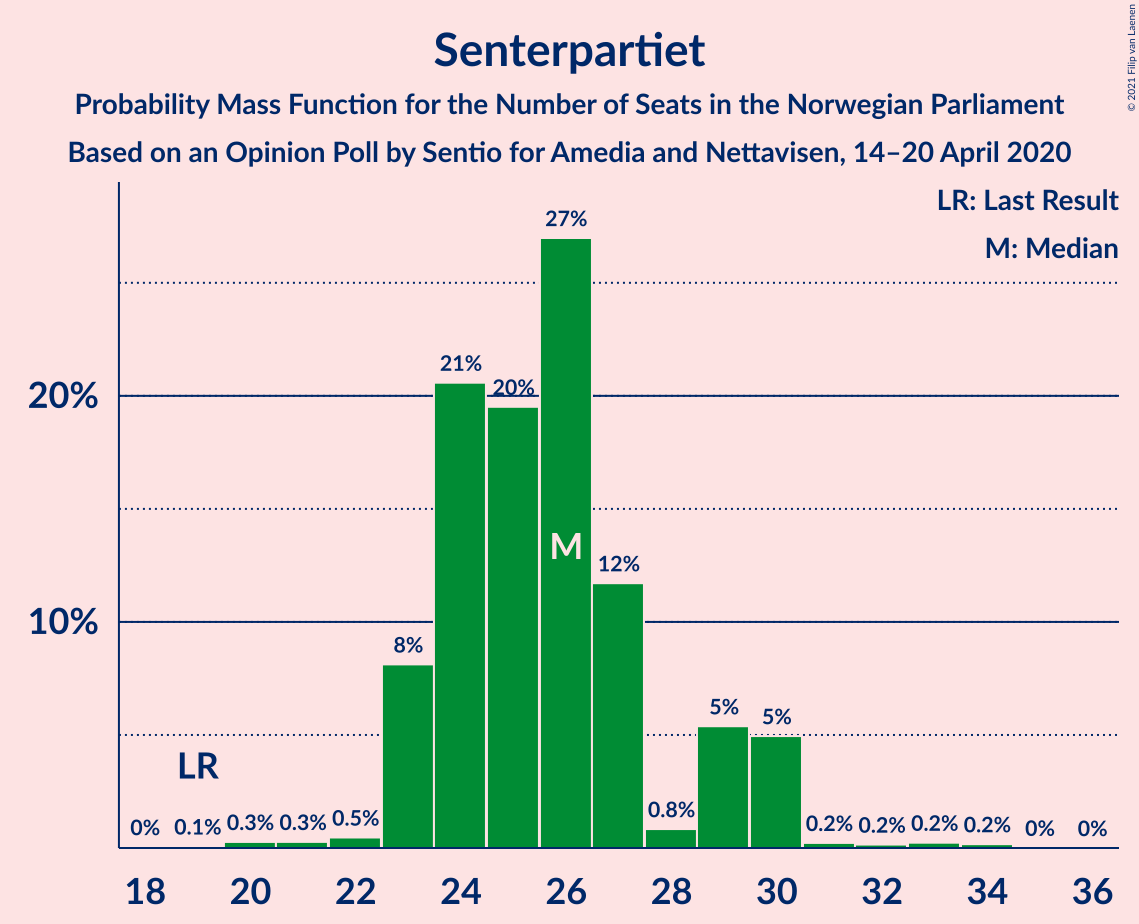 © 2021 Filip van Laenen
Senterpartiet
Probability Mass Function for the Number of Seats in the Norwegian Parliament
Based on an Opinion Poll by Sentio for Amedia and Nettavisen, 14–20 April 2020
LR: Last Result
M: Median
27%
21%
20%
20%
M
12%
10%
8%
5%
5%
LR
0%
0.1%
0.3%
0.3%
0.5%
0.8%
0.2%
0.2%
0.2%
0.2%
0%
0%
18 20 22 24 26 28 30 32 34 36